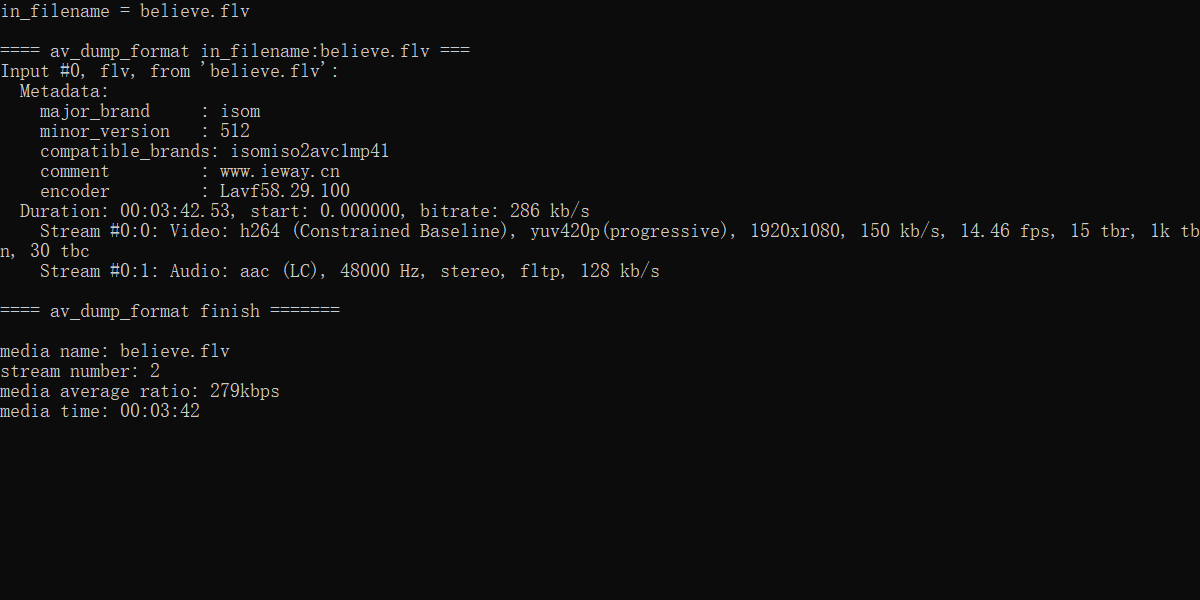 in_filename = believe.flv
==== av_dump_format in_filename:believe.flv ===
Input #0, flv, from 'believe.flv':
  Metadata:
    major_brand     : isom
    minor_version   : 512
    compatible_brands: isomiso2avc1mp41
    comment         : www.ieway.cn
    encoder         : Lavf58.29.100
  Duration: 00:03:42.53, start: 0.000000, bitrate: 286 kb/s
    Stream #0:0: Video: h264 (Constrained Baseline), yuv420p(progressive), 1920x1080, 150 kb/s, 14.46 fps, 15 tbr, 1k tb
n, 30 tbc
    Stream #0:1: Audio: aac (LC), 48000 Hz, stereo, fltp, 128 kb/s
==== av_dump_format finish =======
media name: believe.flv
stream number: 2
media average ratio: 279kbps
media time: 00:03:42